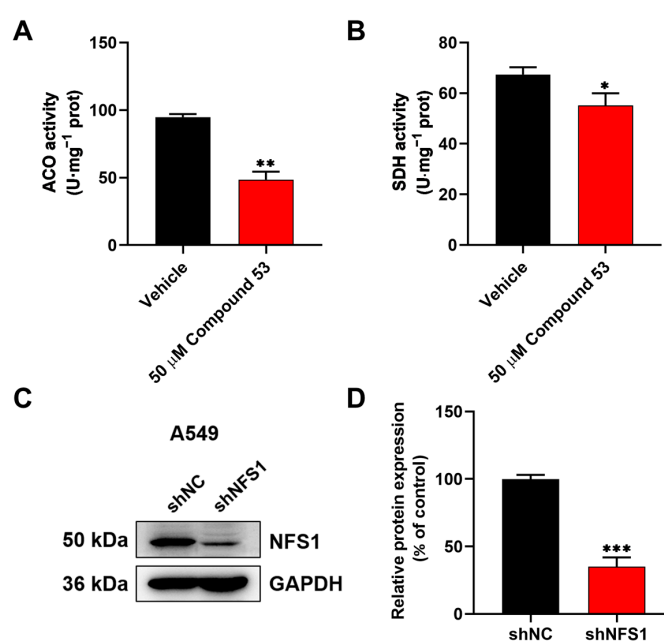 A
ACO activity
(U·mg⁻¹ prot)
150
100
50
0
**
Vehicle
50 μM Compound 53
B
SDH activity
(U·mg⁻¹ prot)
80
60
40
20
0
*
Vehicle
50 μM Compound 53
C
A549
shNC
shNFS1
50 kDa
NFS1
36 kDa
GAPDH
D
Relative protein expression
(% of control)
150
100
50
0
***
shNC
shNFS1